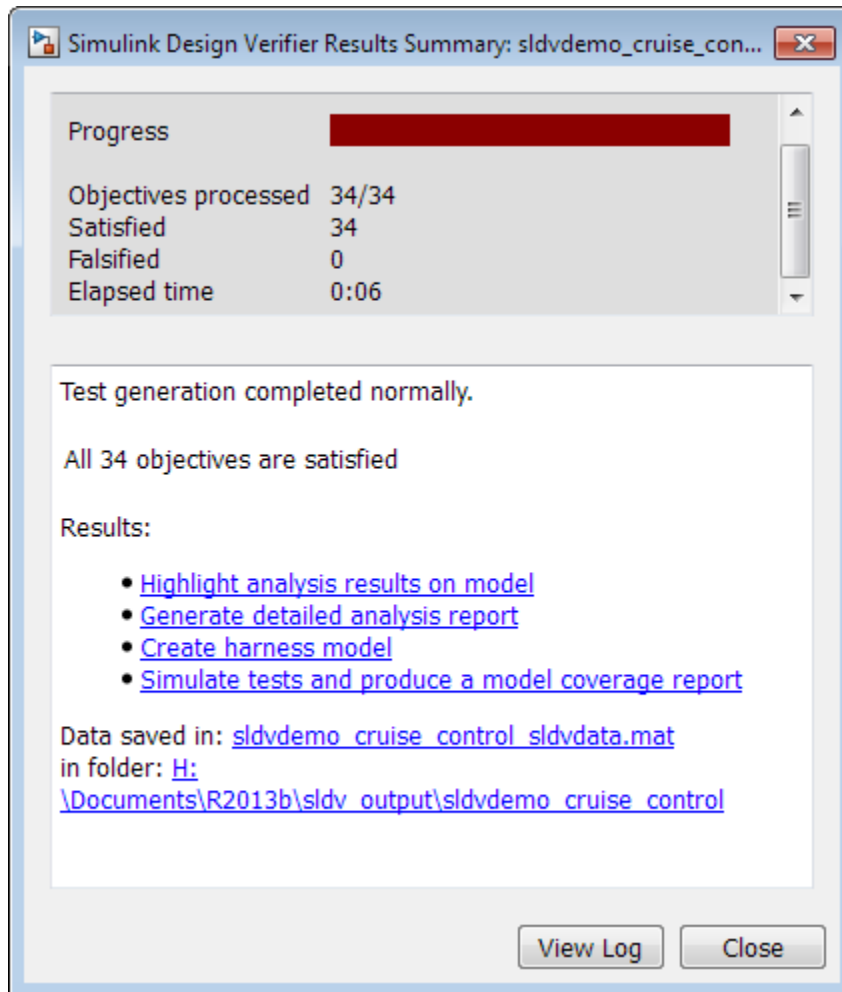 Simulink Design Verifier Results Summary: sldvdemo_cruise_con...
Progress
Objectives processed 34/34
Satisfied 34
Falsified 0
Elapsed time 0:06
Test generation completed normally.
All 34 objectives are satisfied
Results:
• Highlight analysis results on model
• Generate detailed analysis report
• Create harness model
• Simulate tests and produce a model coverage report
Data saved in: sldvdemo_cruise_control_sldvdata.mat
in folder: H:
\Documents\R2013b\sldv_output\sldvdemo_cruise_control
View Log Close